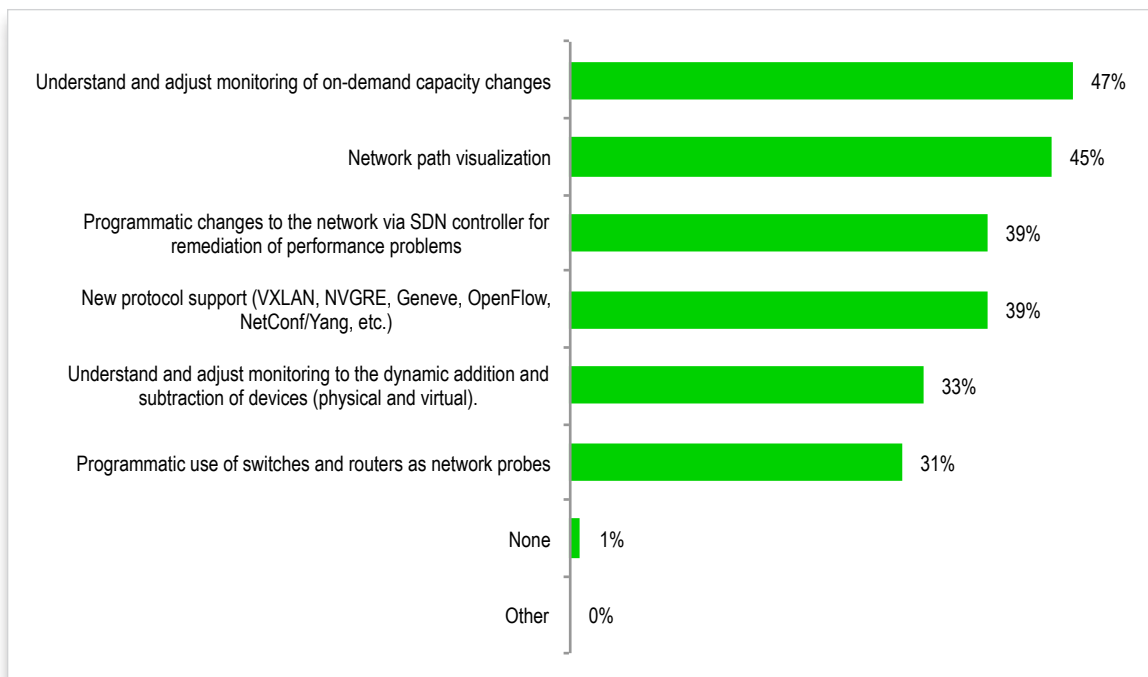 Understand and adjust monitoring of on-demand capacity changes
47%
Network path visualization
45%
Programmatic changes to the network via SDN controller for
remediation of performance problems
39%
New protocol support (VXLAN, NVGRE, Geneve, OpenFlow,
NetConf/Yang, etc.)
39%
Understand and adjust monitoring to the dynamic addition and
subtraction of devices (physical and virtual).
33%
Programmatic use of switches and routers as network probes
31%
None
1%
Other
0%